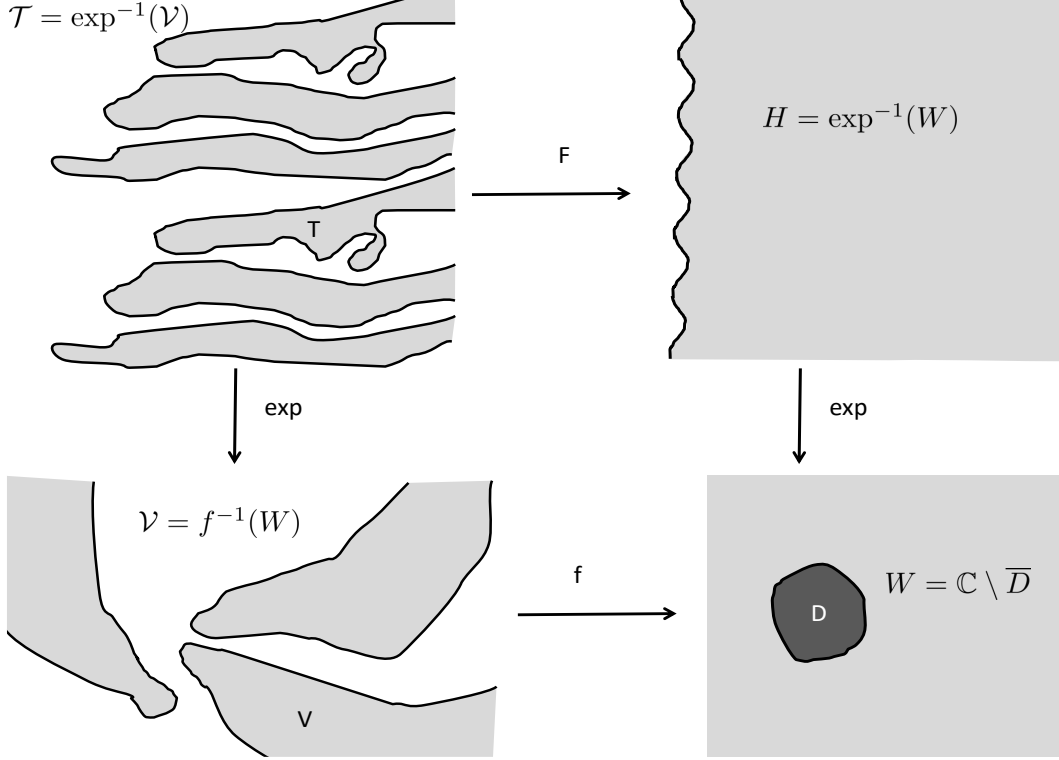 𝒯 = exp⁻¹(𝒱)
H = exp⁻¹(W)
F
T
exp
exp
𝒱 = f⁻¹(W)
f
W = ℂ \ D̅
D
V